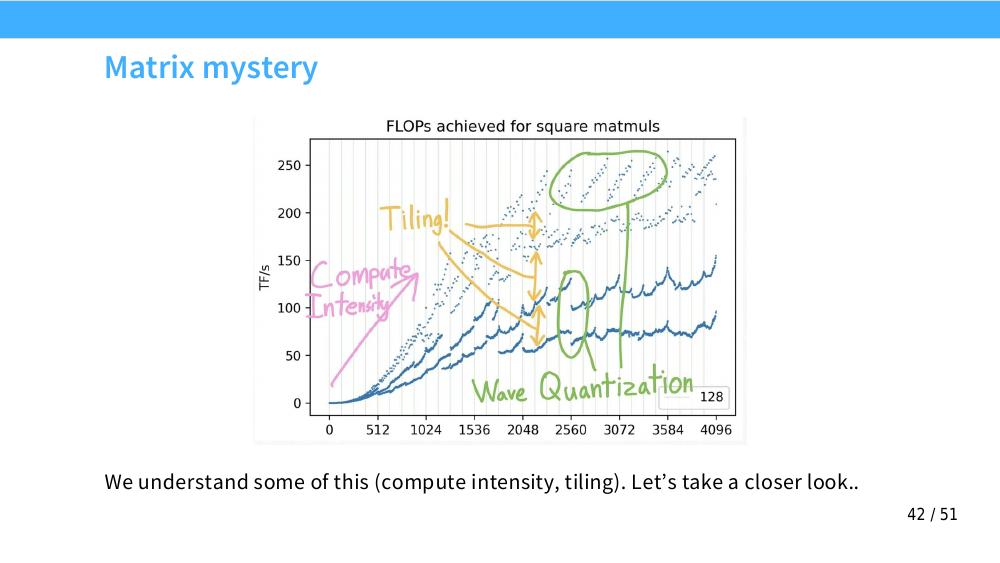 Matrix mystery
FLOPs achieved for square matmuls
250
200
150
100
50
0
TF/s
Tiling!
Compute
Intensity
Wave Quantization
128
0 512 1024 1536 2048 2560 3072 3584 4096
We understand some of this (compute intensity, tiling). Let’s take a closer look..
42 / 51